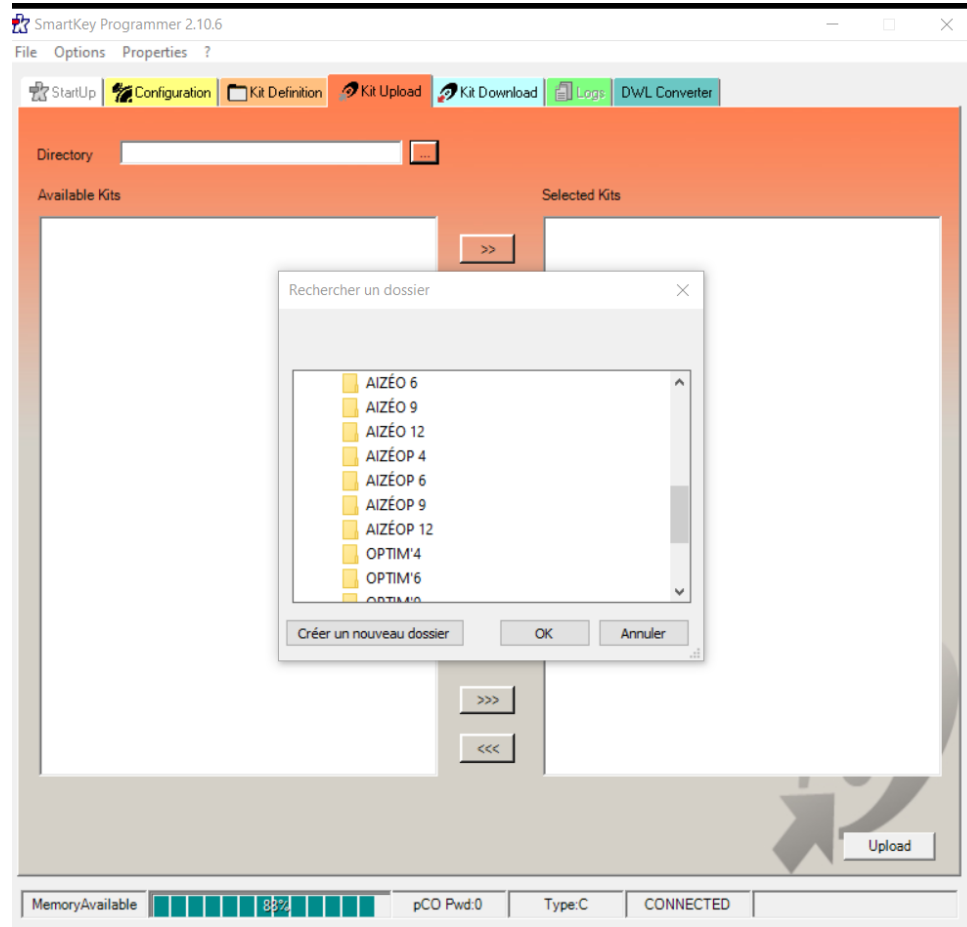 SmartKey Programmer 2.10.6
File Options Properties ?
StartUp Configuration Kit Definition Kit Upload Kit Download Logs DWL Converter
Directory ...
Available Kits Selected Kits
>>
Rechercher un dossier
AIZÉO 6
AIZÉO 9
AIZÉO 12
AIZÉOP 4
AIZÉOP 6
AIZÉOP 9
AIZÉOP 12
OPTIM'4
OPTIM'6
OPTIM'9
Créer un nouveau dossier OK Annuler
>>>
<<<
Upload
MemoryAvailable 83% pCO Pwd:0 Type:C CONNECTED